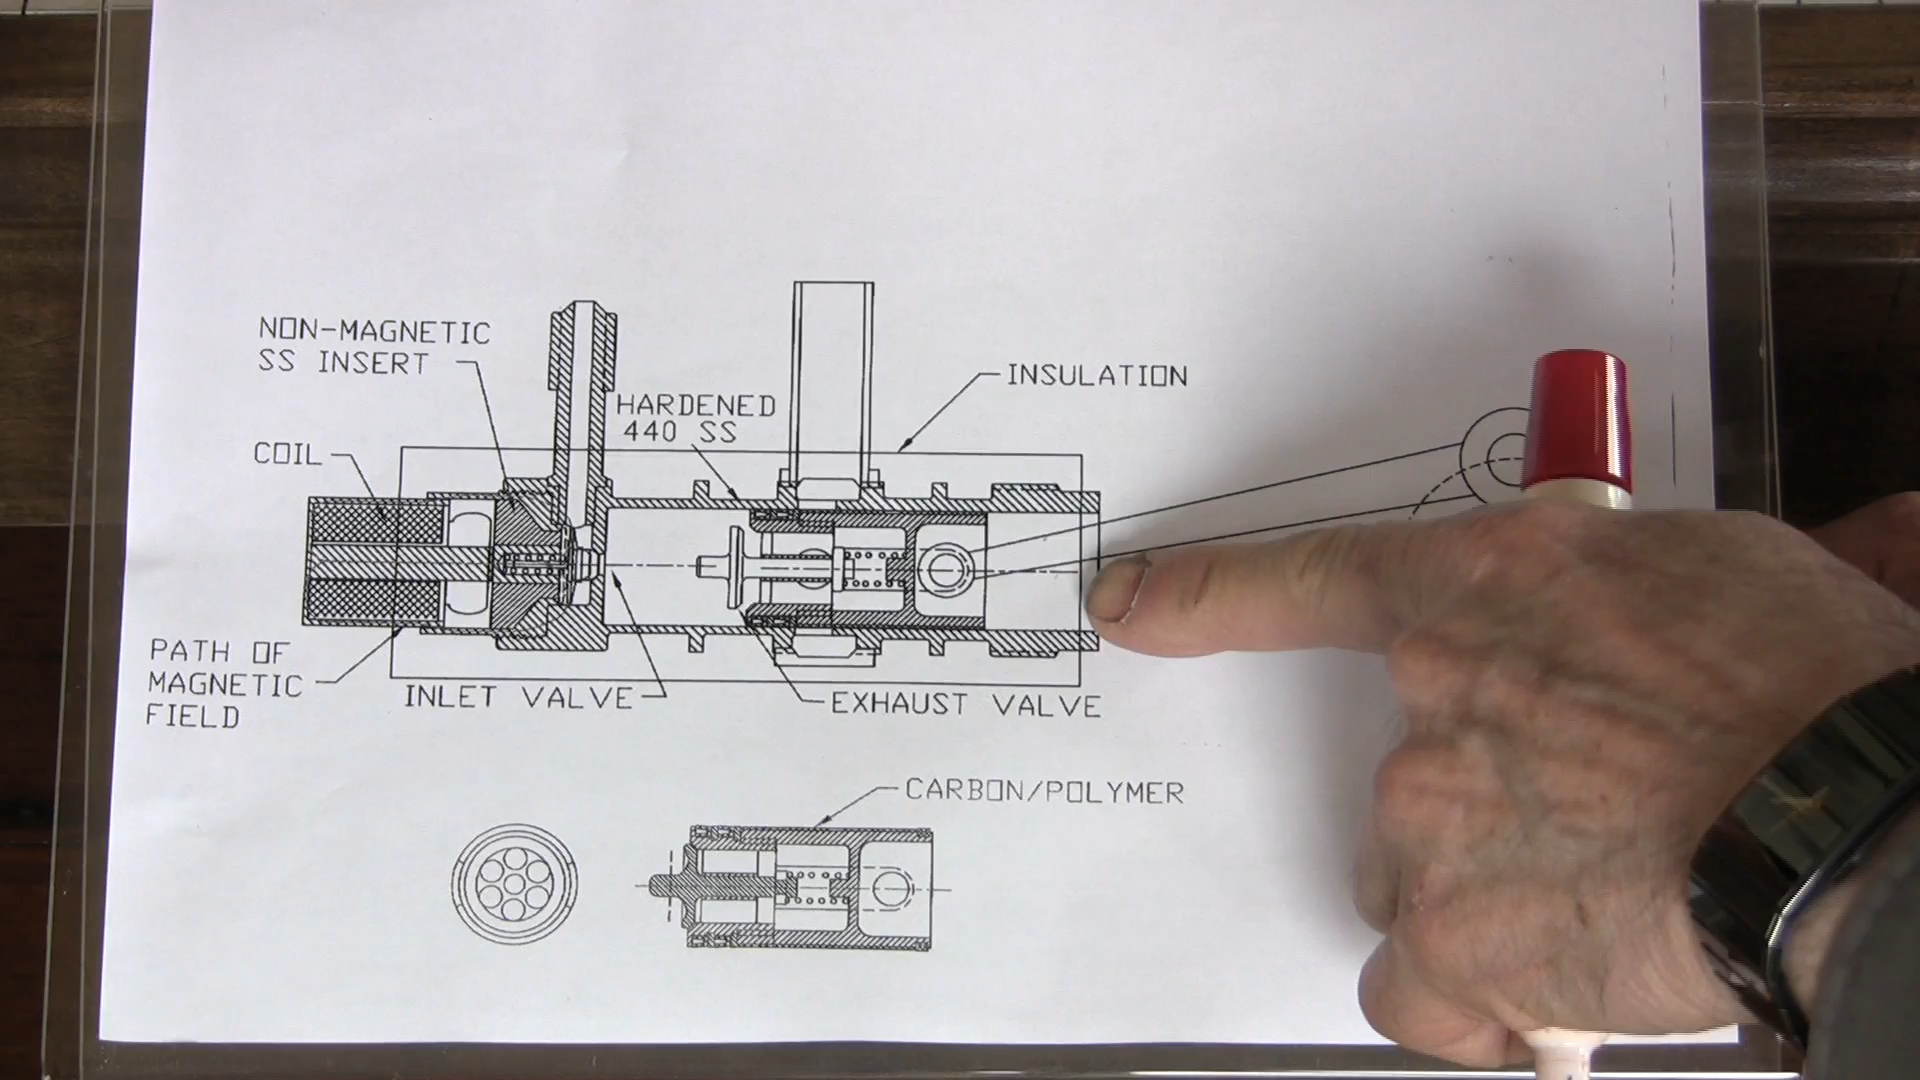 NON-MAGNETIC
SS INSERT
COIL
HARDENED
440 SS
INSULATION
PATH OF
MAGNETIC
FIELD
INLET VALVE
EXHAUST VALVE
CARBON/POLYMER